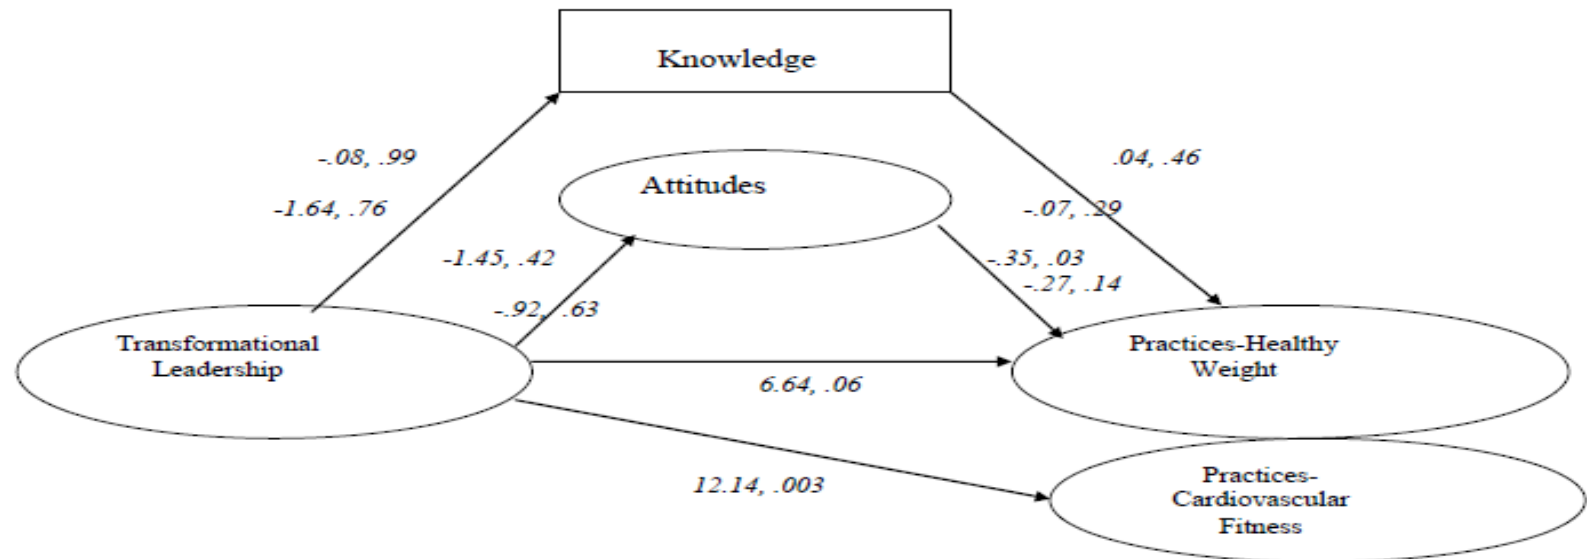 Knowledge
-.08, .99
.04, .46
Attitudes
-1.64, .76
-.07, .29
-1.45, .42
-.35, .03
-.27, .14
-.92, .63
Transformational
Leadership
Practices-Healthy
Weight
6.64, .06
12.14, .003
Practices-
Cardiovascular
Fitness